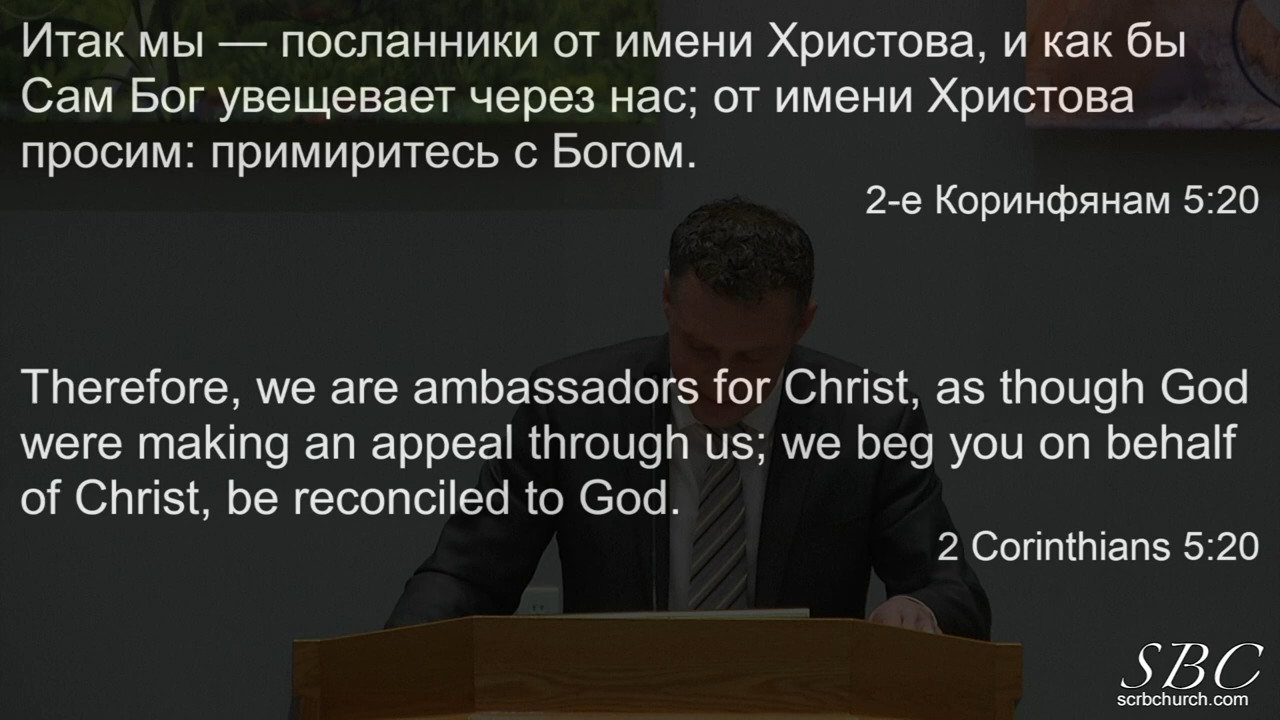 Итак мы — посланники от имени Христова, и как бы
Сам Бог увещевает через нас; от имени Христова
просим: примиритесь с Богом.
2-е Коринфянам 5:20
Therefore, we are ambassadors for Christ, as though God
were making an appeal through us; we beg you on behalf
of Christ, be reconciled to God.
2 Corinthians 5:20
SBC
scrbchurch.com